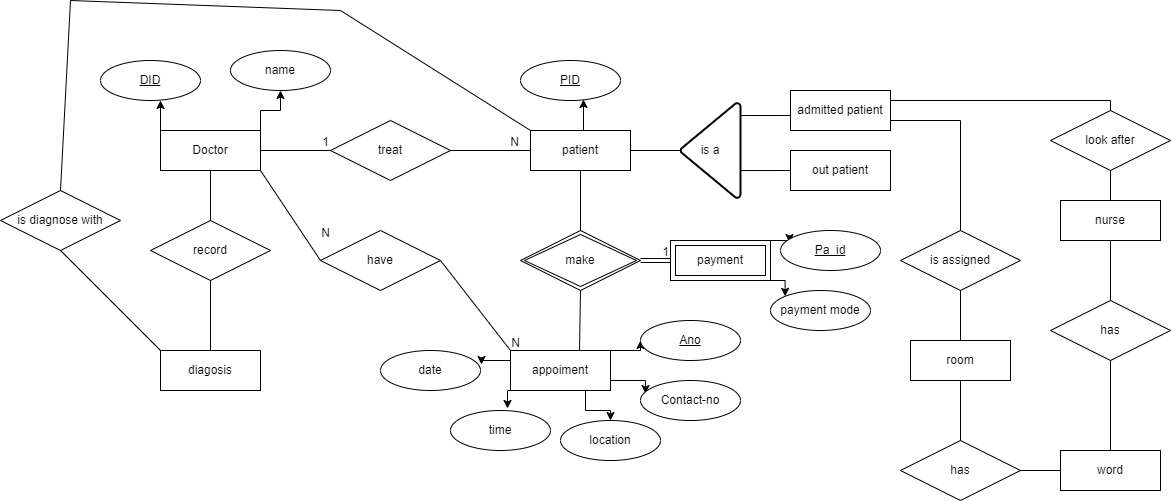 DID
name
PID
Doctor
1
treat
N
patient
is a
admitted patient
out patient
look after
is diagnose with
record
N
have
make
1
payment
Pa_id
payment mode
is assigned
nurse
has
diagosis
date
N
appoiment
Ano
Contact-no
time
location
room
has
word